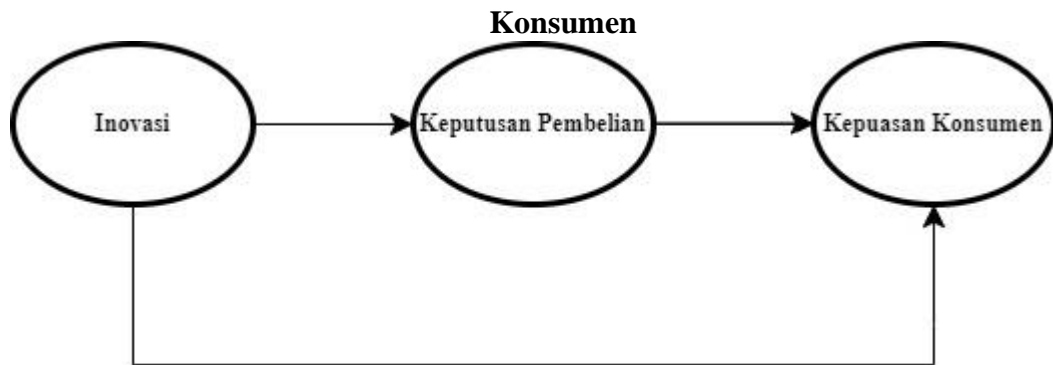 Konsumen
Inovasi
Keputusan Pembelian
Kepuasan Konsumen